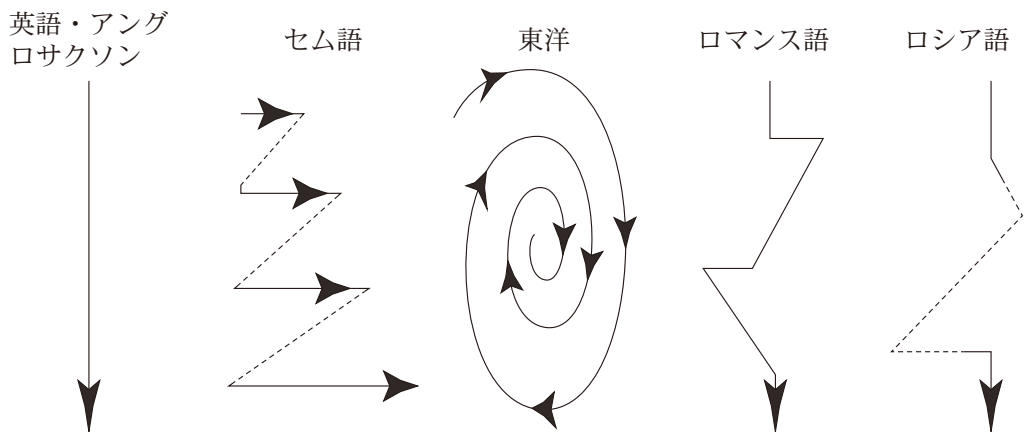 英語・アング
ロサクソン
セム語
東洋
ロマンス語
ロシア語